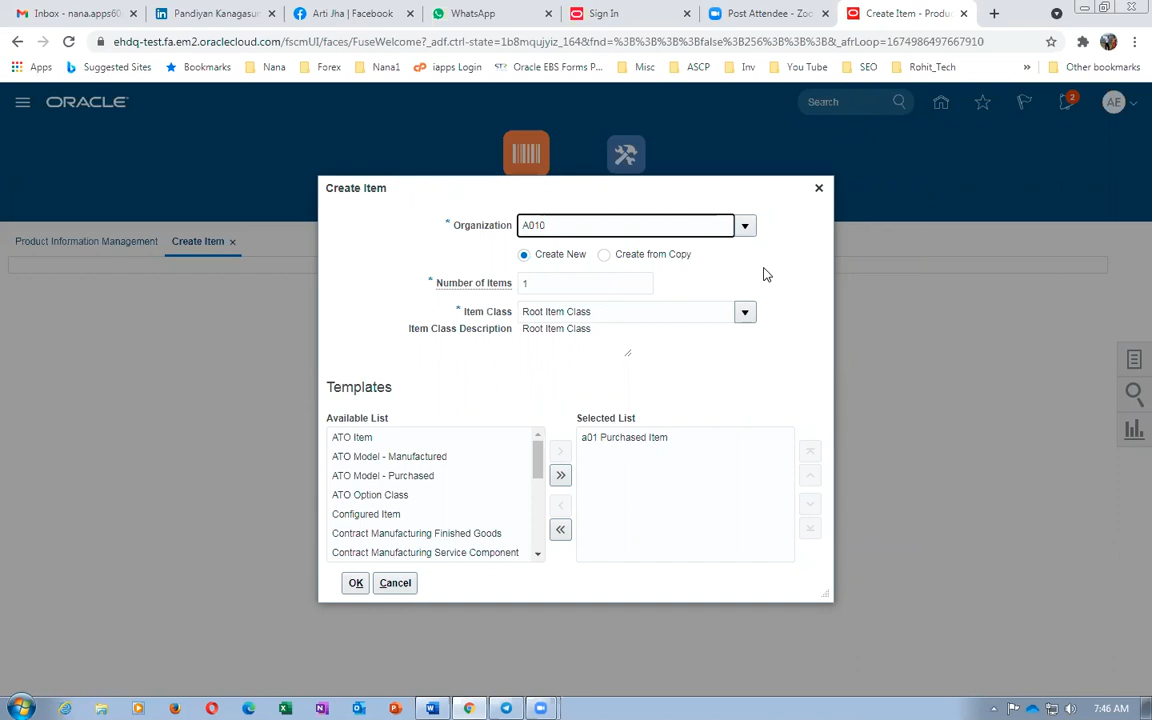 Inbox - nana.apps60
Pandiyan Kanagasu
Arti Jha | Facebook
WhatsApp
Sign In
Post Attendee - Zoo
Create Item - Produ
ehdq-test.fa.em2.oraclecloud.com/fscmUI/faces/FuseWelcome?_adf.ctrl-state=1b8mqujyiz_164&fnd=%3B%3B%3B%3Bfalse%3B256%3B%3B%3B&_afrLoop=1674986497667910
Apps
Suggested Sites
Bookmarks
Nana
Forex
Nana1
iapps Login
Oracle EBS Forms P...
Misc
ASCP
Inv
You Tube
SEO
Rohit_Tech
»
Other bookmarks
ORACLE
Search
2
AE
Product Information Management
Create Item
Create Item
* Organization A010
Create New
Create from Copy
* Number of Items 1
* Item Class Root Item Class
Item Class Description Root Item Class
Templates
Available List
ATO Item
ATO Model - Manufactured
ATO Model - Purchased
ATO Option Class
Configured Item
Contract Manufacturing Finished Goods
Contract Manufacturing Service Component
Selected List
a01 Purchased Item
OK
Cancel
7:46 AM